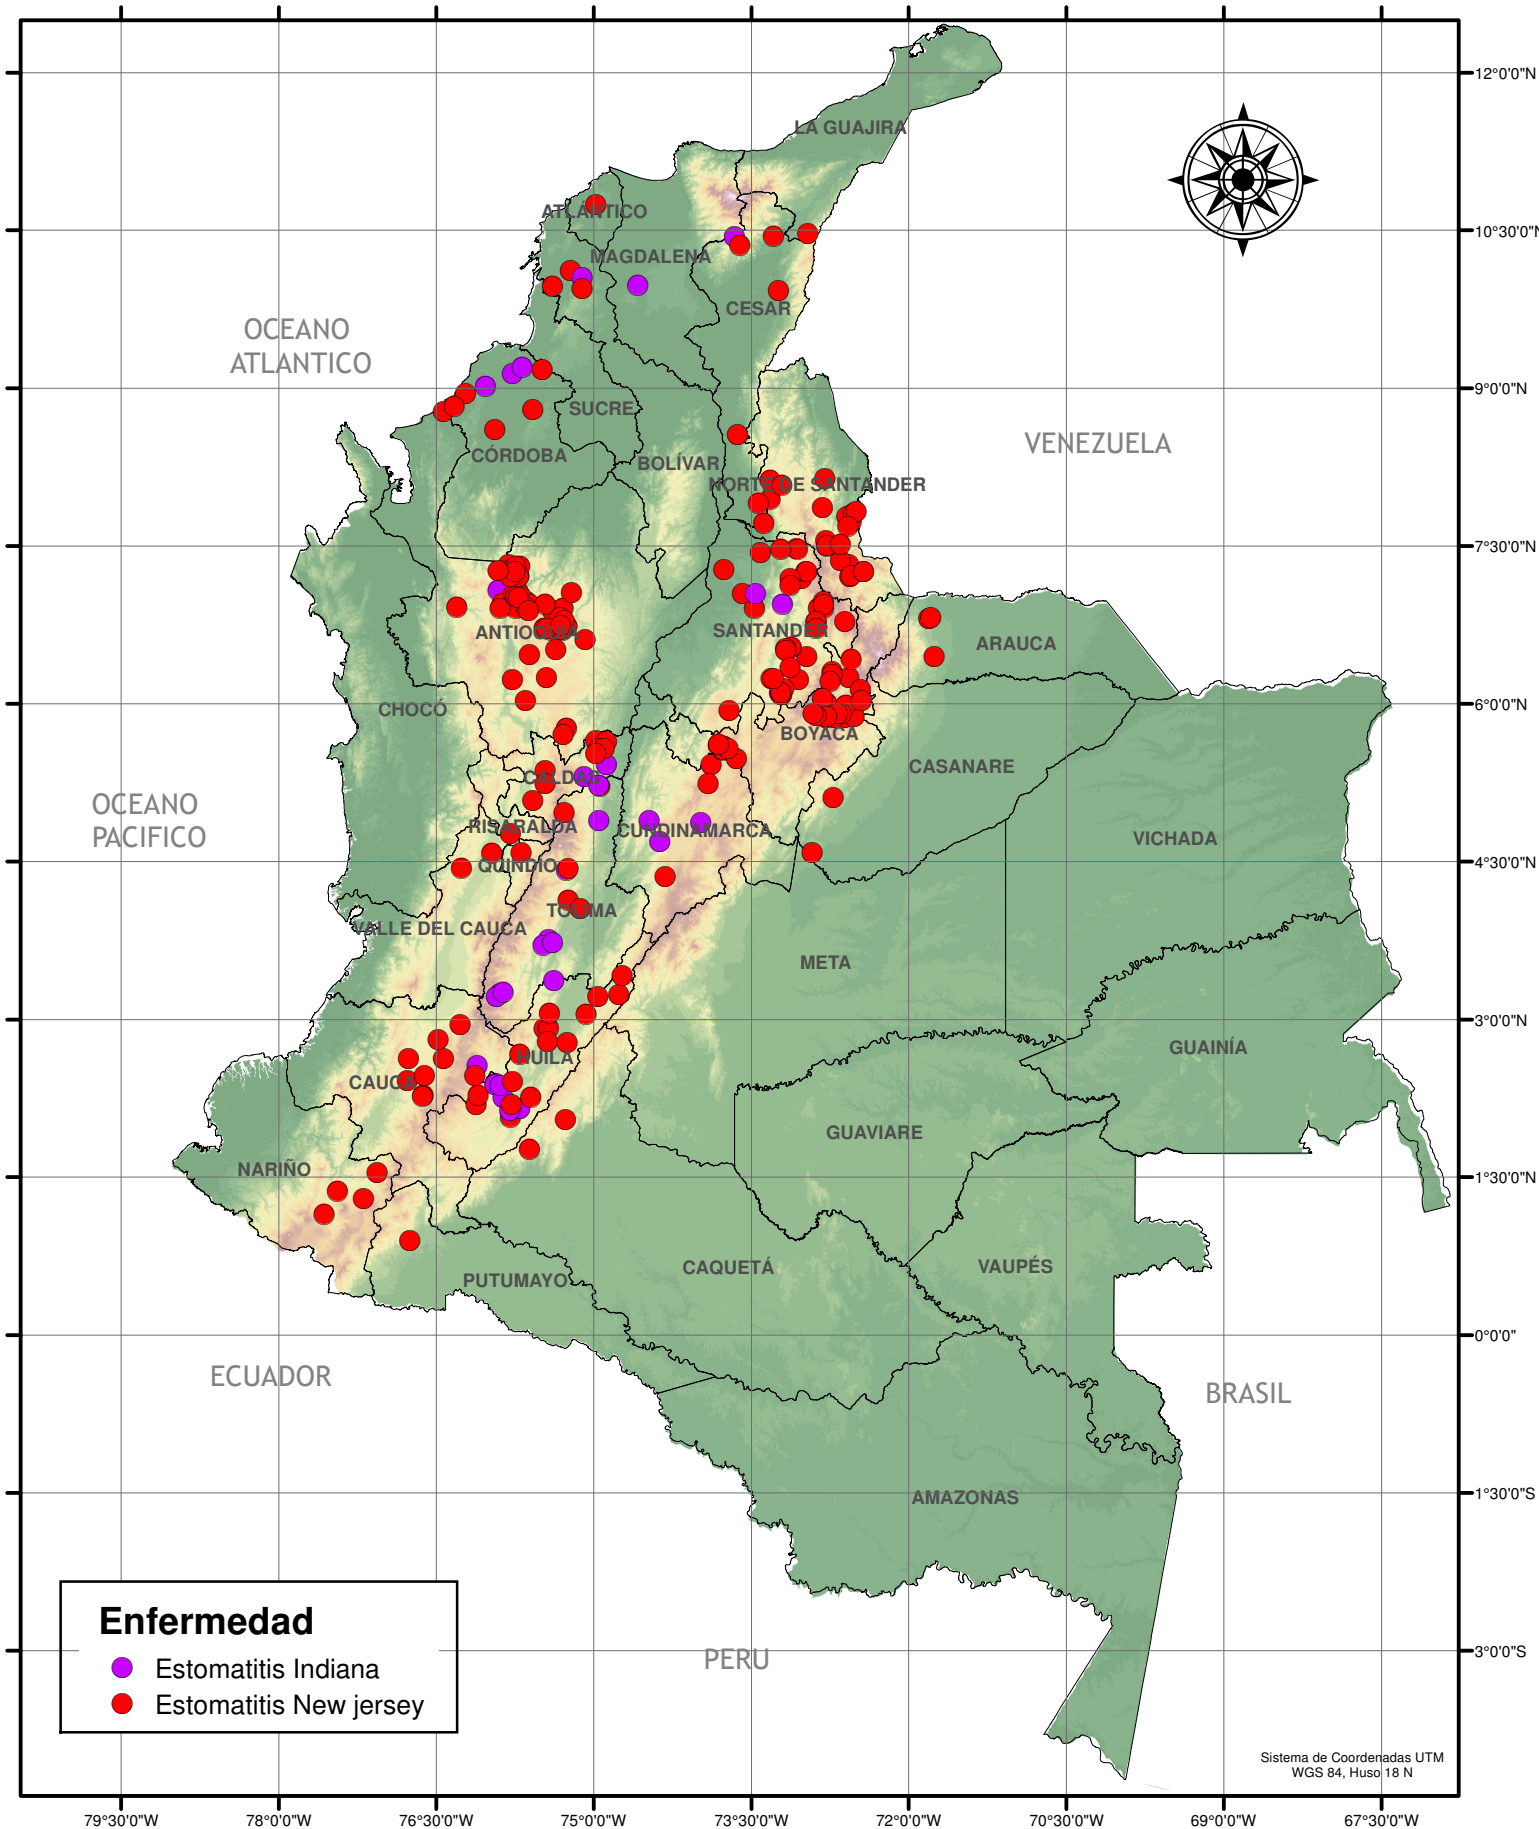 12°0'0"N
LA GUAJIRA
ATLÁNTICO
10°30'0"N
MAGDALENA
CESAR
OCEANO
ATLANTICO
9°0'0"N
SUCRE
VENEZUELA
CÓRDOBA
BOLÍVAR
NORTE DE SANTANDER
7°30'0"N
ANTIOQUIA
SANTANDER
ARAUCA
CHOCÓ
6°0'0"N
BOYACA
CASANARE
CALDAS
OCEANO
PACIFICO
RISARALDA
CUNDINAMARCA
VICHADA
QUINDIO
4°30'0"N
TOLIMA
VALLE DEL CAUCA
META
3°0'0"N
GUAINÍA
HUILA
CAUCA
GUAVIARE
NARIÑO
1°30'0"N
CAQUETÁ
VAUPÉS
PUTUMAYO
0°0'0"
ECUADOR
BRASIL
1°30'0"S
AMAZONAS
Enfermedad
Estomatitis Indiana
Estomatitis New jersey
PERU
3°0'0"S
Sistema de Coordenadas UTM
WGS 84, Huso 18 N
79°30'0"W 78°0'0"W 76°30'0"W 75°0'0"W 73°30'0"W 72°0'0"W 70°30'0"W 69°0'0"W 67°30'0"W